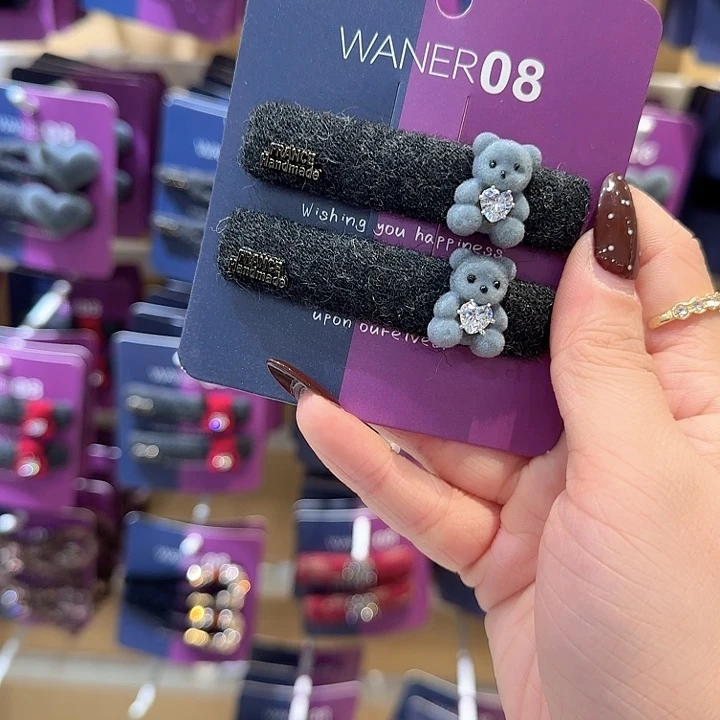 WANER08
FRANCE
Handmade
Wishing you happiness
FRANCE
Handmade
upon ourselves